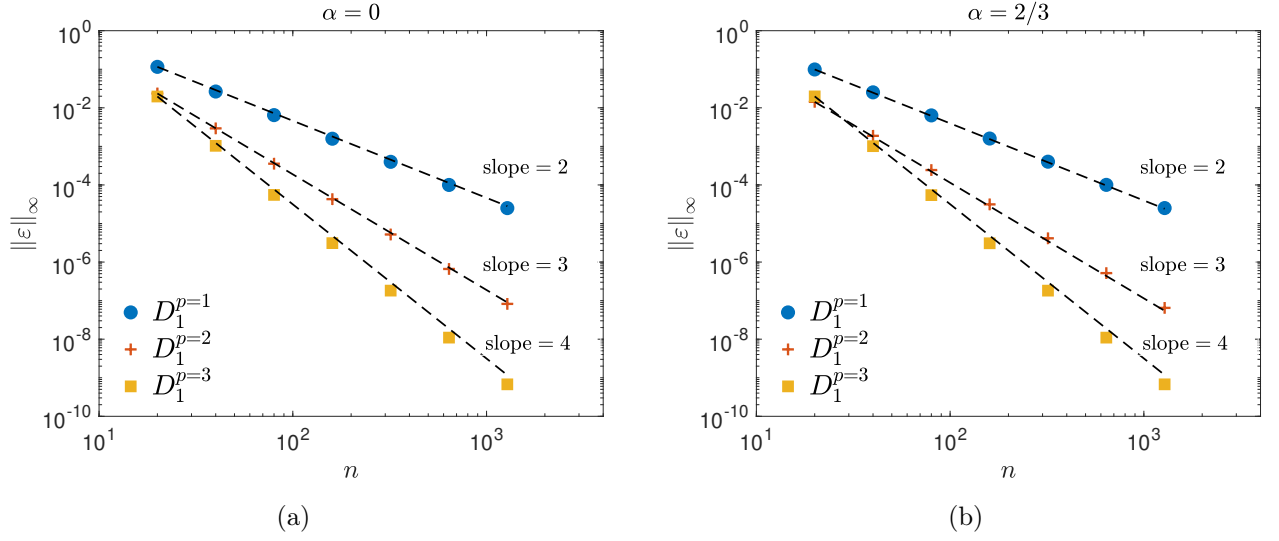 α = 0
10^0
10^-2
10^-4
10^-6
10^-8
10^-10
||ε||∞
slope = 2
slope = 3
slope = 4
D_1^{p=1}
D_1^{p=2}
D_1^{p=3}
10^1
10^2
10^3
n
(a)
α = 2/3
10^0
10^-2
10^-4
10^-6
10^-8
10^-10
||ε||∞
slope = 2
slope = 3
slope = 4
D_1^{p=1}
D_1^{p=2}
D_1^{p=3}
10^1
10^2
10^3
n
(b)